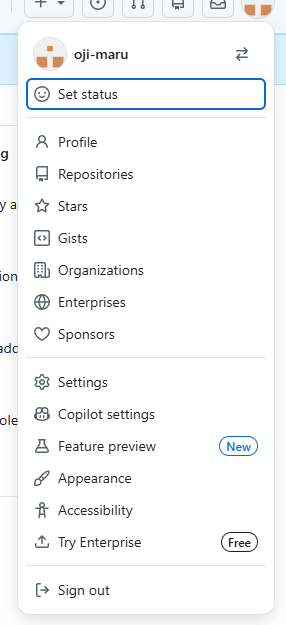 oji-maru
Set status
g
Profile
Repositories
y a
Stars
Gists
Organizations
ion
Enterprises
Sponsors
add
Settings
Copilot settings
ole
Feature preview New
Appearance
Accessibility
Try Enterprise Free
Sign out